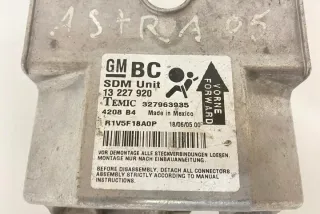 ASTRA 05
GM BC
SDM Unit
13 227 920
TEMIC 327963935
4208 B4 Made in Mexico
R1V5F18A0P 18/06/05 00
VORNE
FORWARD
VOR DEMONTAGE ALLE STECKVERBINDUNGEN LOESEN.
MONTAGE NUR NACH EINBAUANLEITUNG.
BEFORE DISASSEMBLY, DETACH ALL CONNECTORS
ASSEMBLY STRICTLY ACCORDING TO MANUAL
INSTRUCTIONS.